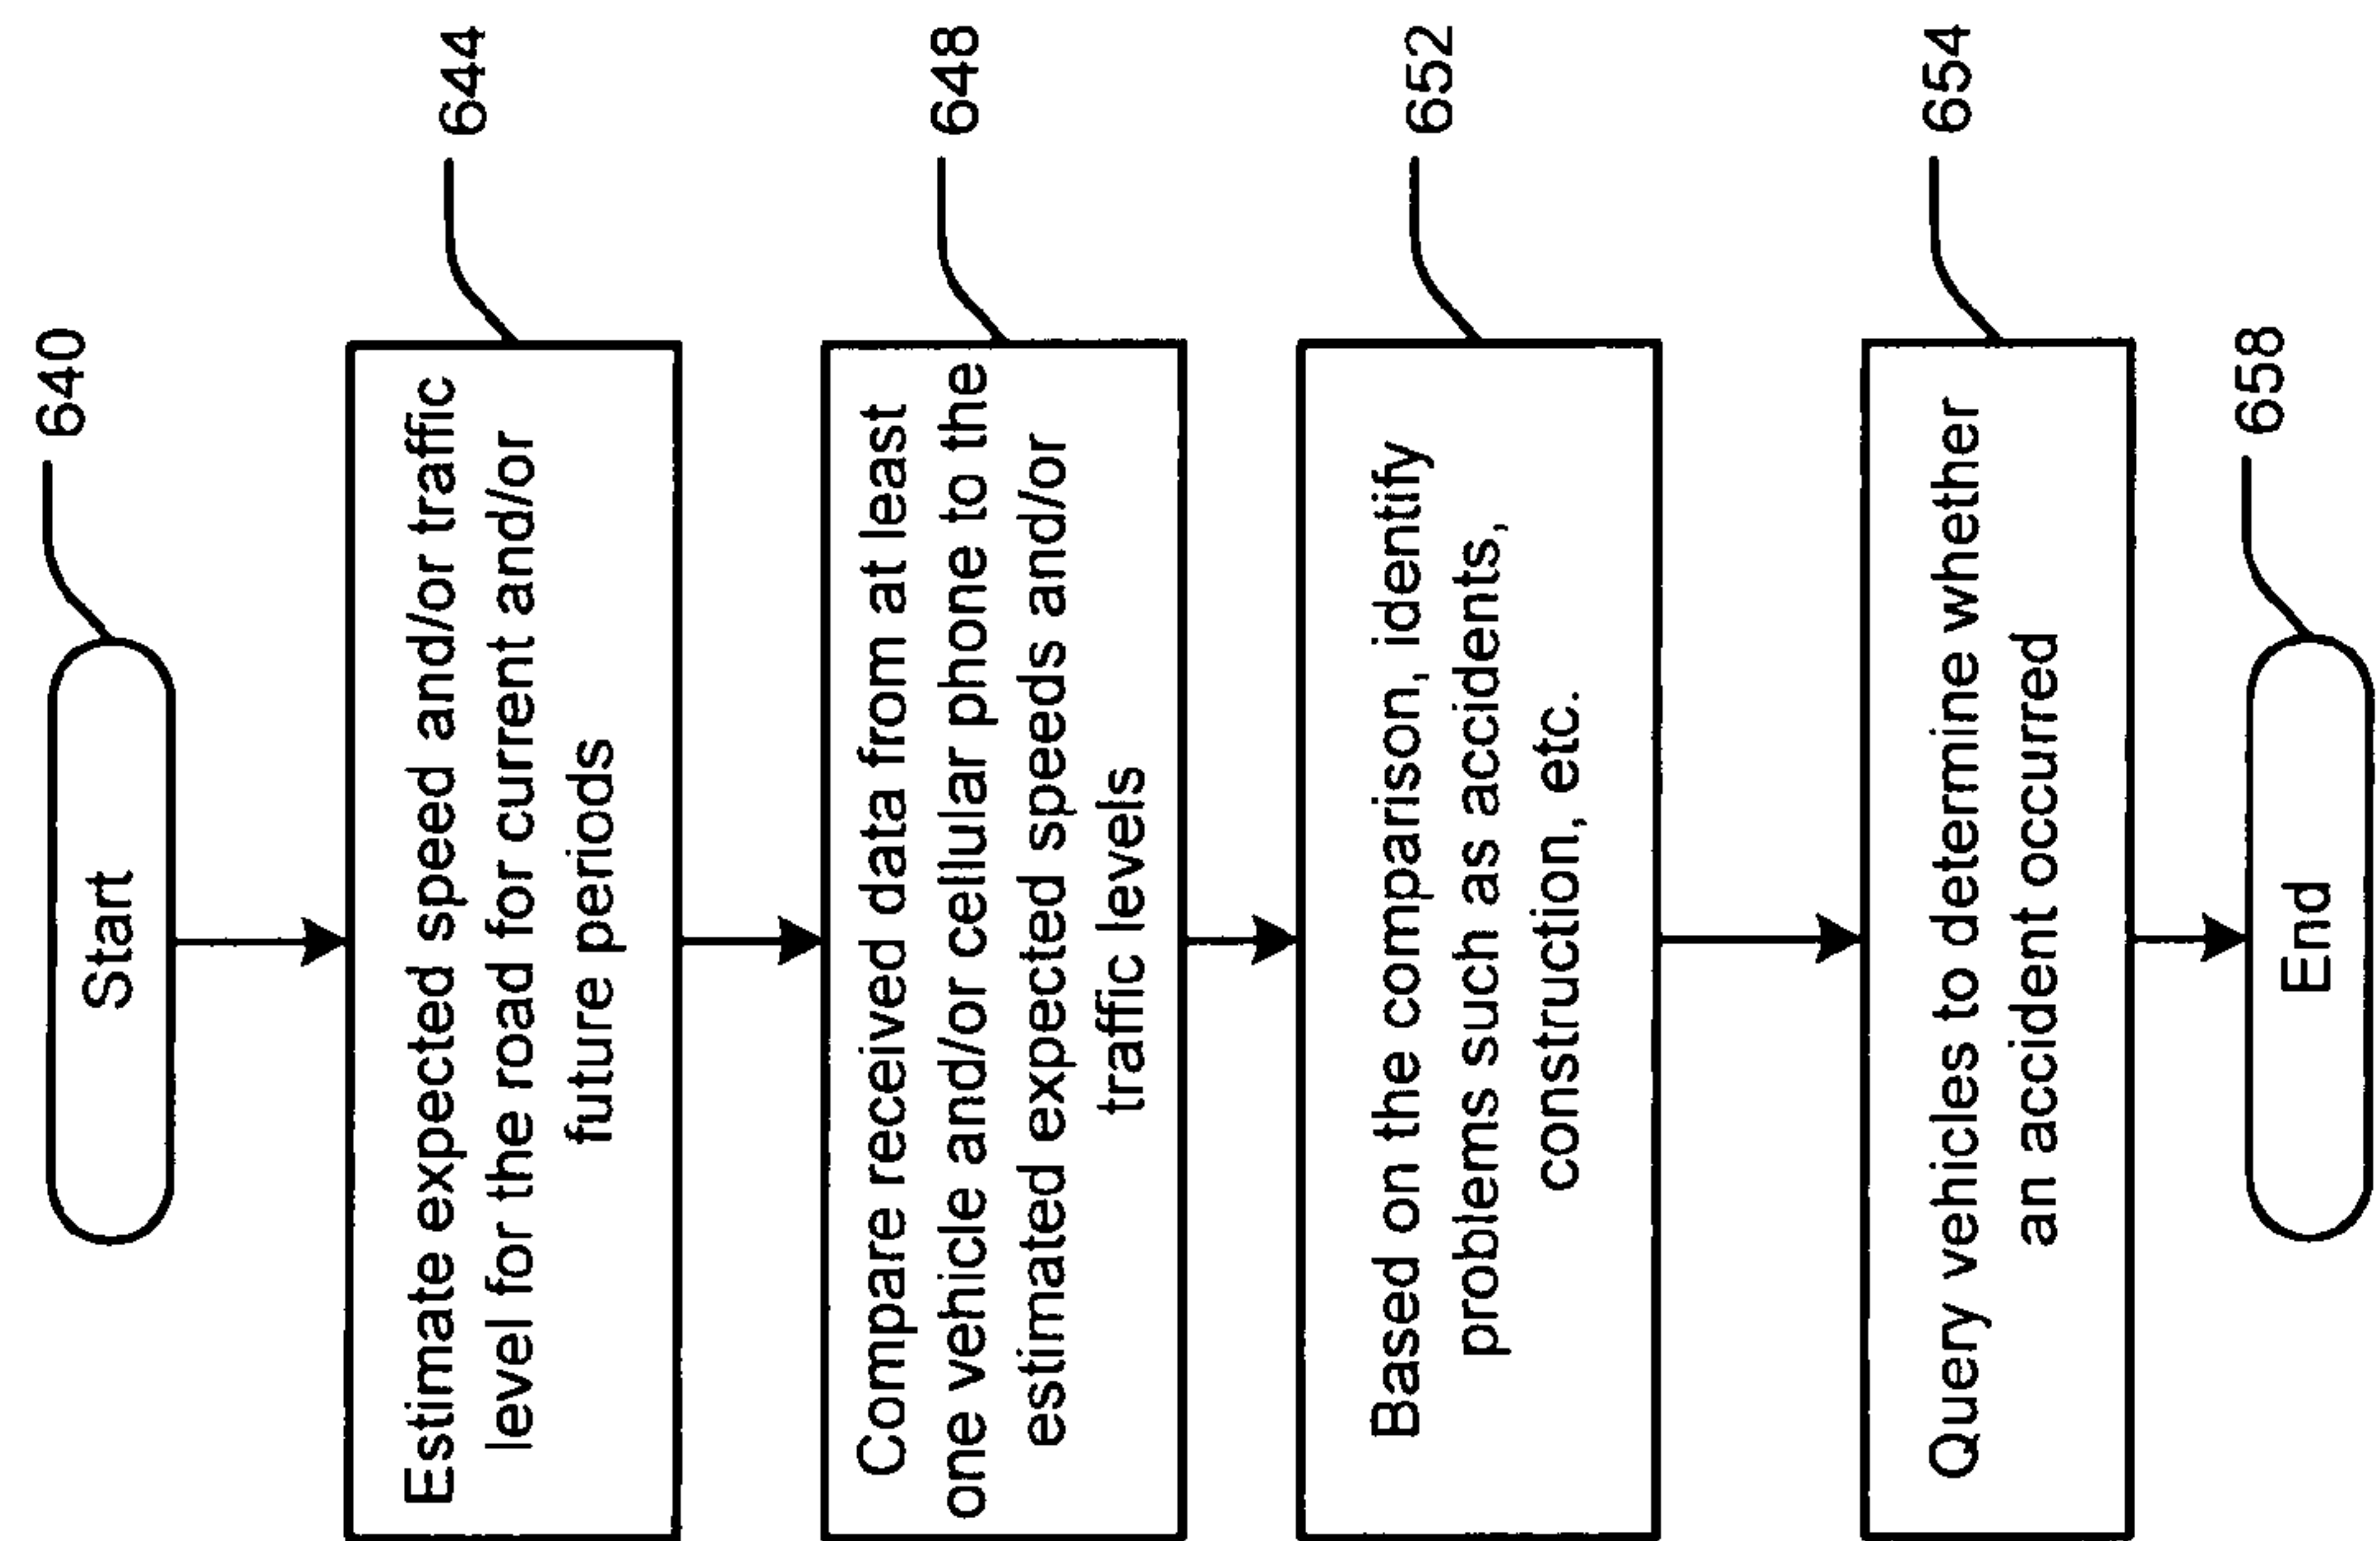 640
Start
644
Estimate expected speed and/or traffic
level for the road for current and/or
future periods
648
Compare received data from at least
one vehicle and/or cellular phone to the
estimated expected speeds and/or
traffic levels
652
Based on the comparison, identify
problems such as accidents,
construction, etc.
654
Query vehicles to determine whether
an accident occurred
658
End